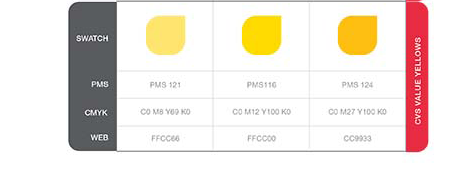 SWATCH
PMS PMS 121 PMS116 PMS 124
CMYK C0 M8 Y69 K0 C0 M12 Y100 K0 C0 M27 Y100 K0
WEB FFCC66 FFCC00 CC9933
CVS VALUE YELLOWS